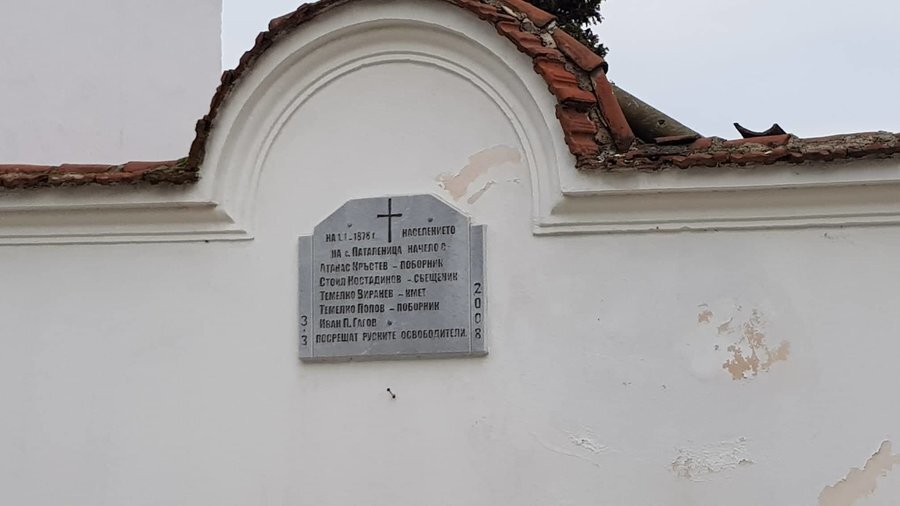 на 1.1-1878 г. населението
на с. Паталеница начело с-
Атанас Кръстев - поборник
Стоил Костадинов - свещеник
Темелко Виранев - кмет
Темелко Попов - поборник
Иван П. Гагов
посрещат руските освободители.
3.3
2008